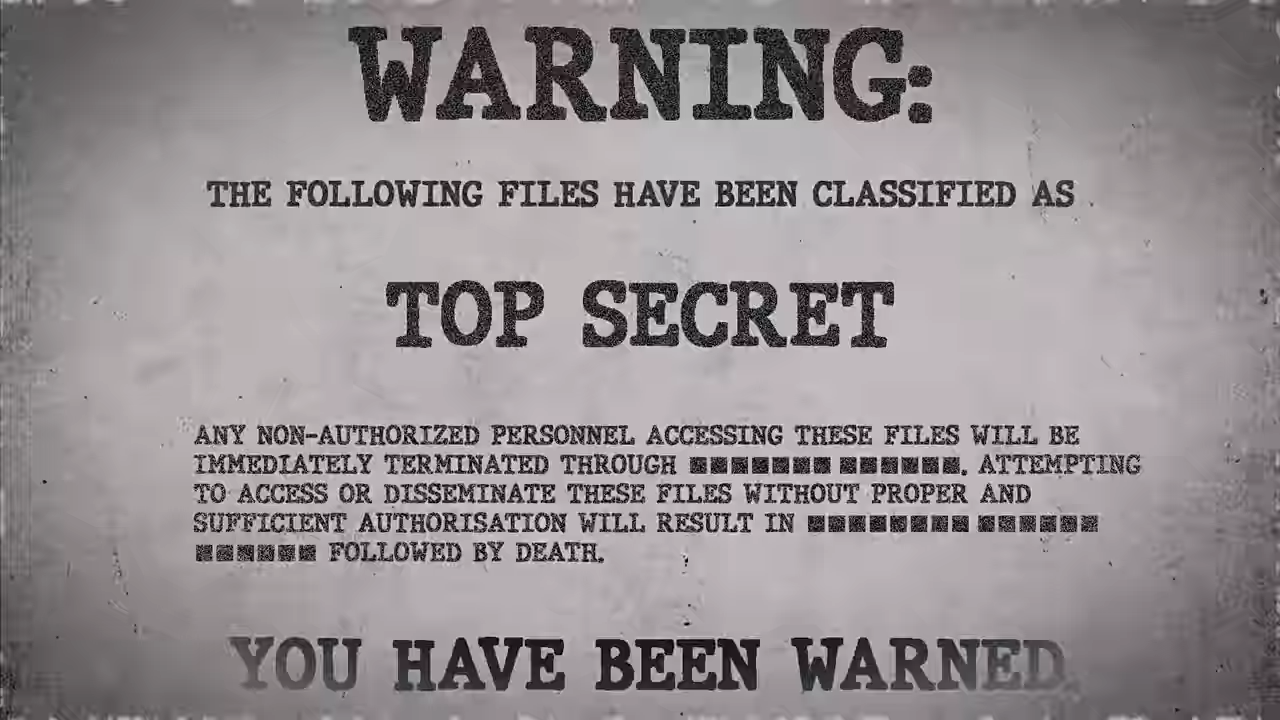 WARNING:
THE FOLLOWING FILES HAVE BEEN CLASSIFIED AS
TOP SECRET
ANY NON-AUTHORIZED PERSONNEL ACCESSING THESE FILES WILL BE
IMMEDIATELY TERMINATED THROUGH ■■■■■■■ ■■■■■■. ATTEMPTING
TO ACCESS OR DISSEMINATE THESE FILES WITHOUT PROPER AND
SUFFICIENT AUTHORISATION WILL RESULT IN ■■■■■■■■ ■■■■■■
■■■■■■ FOLLOWED BY DEATH.
YOU HAVE BEEN WARNED.